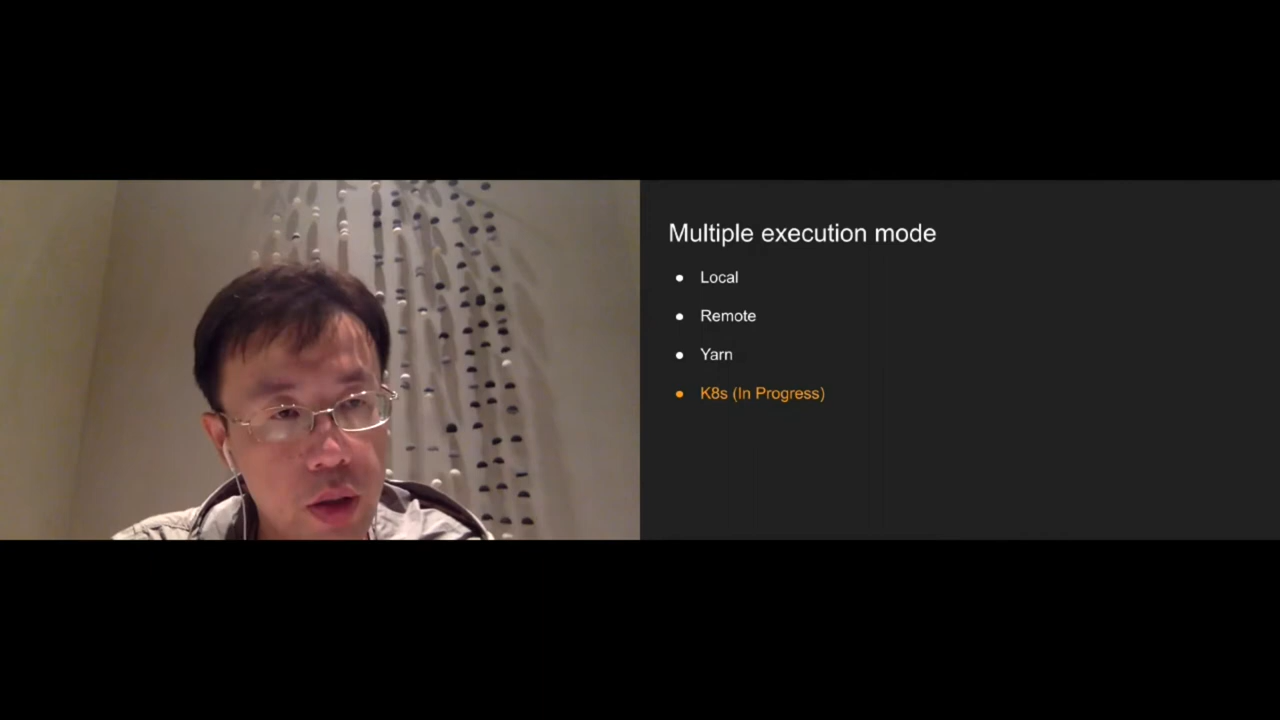 Multiple execution mode
● Local
● Remote
● Yarn
● K8s (In Progress)